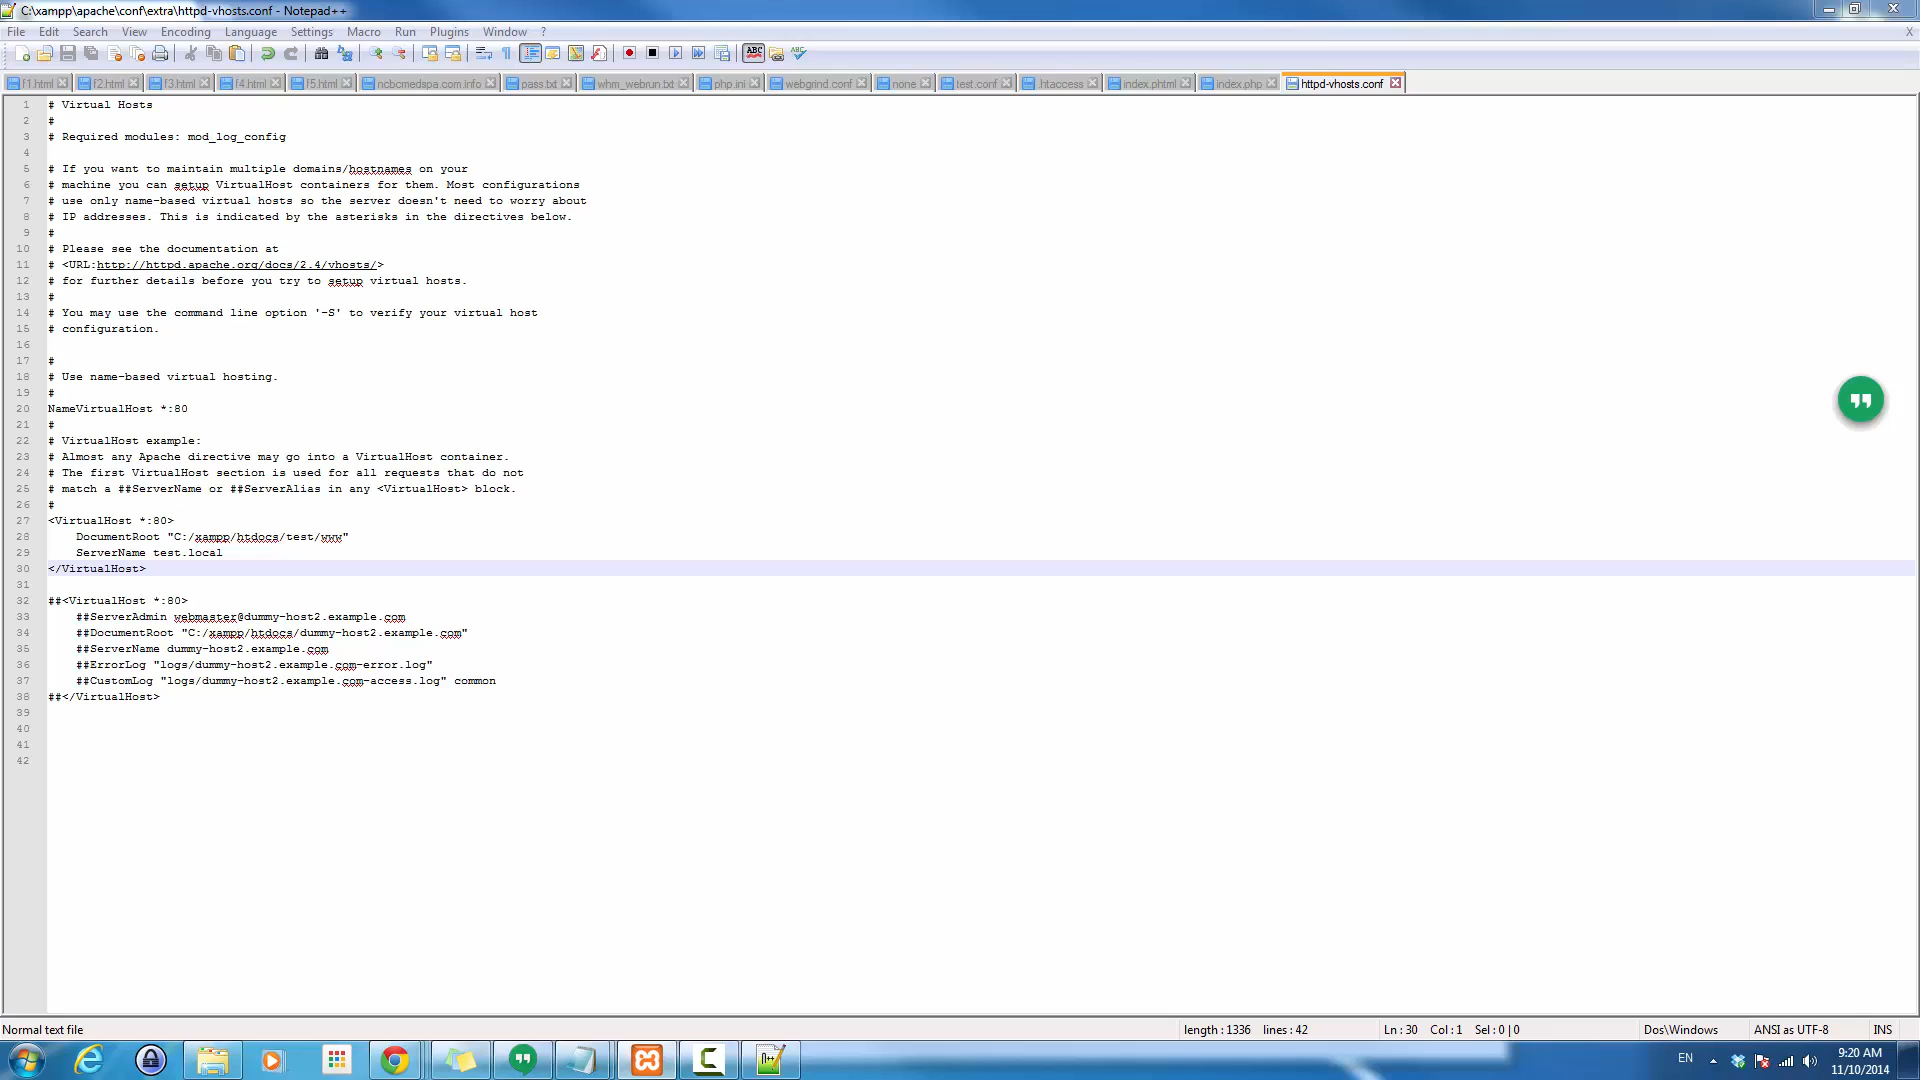 C:\xampp\apache\conf\extra\httpd-vhosts.conf - Notepad++
File Edit Search View Encoding Language Settings Macro Run Plugins Window ? X
f1.html f2.html f3.html f4.html f5.html ncbcmedspa.com.info pass.txt whm_webrun.txt php.ini webgrind.conf none test.conf .htaccess index.phtml index.php httpd-vhosts.conf
1 # Virtual Hosts
2 #
3 # Required modules: mod_log_config
4
5 # If you want to maintain multiple domains/hostnames on your
6 # machine you can setup VirtualHost containers for them. Most configurations
7 # use only name-based virtual hosts so the server doesn't need to worry about
8 # IP addresses. This is indicated by the asterisks in the directives below.
9 #
10 # Please see the documentation at
11 # <URL:http://httpd.apache.org/docs/2.4/vhosts/>
12 # for further details before you try to setup virtual hosts.
13 #
14 # You may use the command line option '-S' to verify your virtual host
15 # configuration.
16
17 #
18 # Use name-based virtual hosting.
19 #
20 NameVirtualHost *:80
21 #
22 # VirtualHost example:
23 # Almost any Apache directive may go into a VirtualHost container.
24 # The first VirtualHost section is used for all requests that do not
25 # match a ##ServerName or ##ServerAlias in any <VirtualHost> block.
26 #
27 <VirtualHost *:80>
28 DocumentRoot "C:/xampp/htdocs/test/www"
29 ServerName test.local
30 </VirtualHost>
31
32 ##<VirtualHost *:80>
33 ##ServerAdmin webmaster@dummy-host2.example.com
34 ##DocumentRoot "C:/xampp/htdocs/dummy-host2.example.com"
35 ##ServerName dummy-host2.example.com
36 ##ErrorLog "logs/dummy-host2.example.com-error.log"
37 ##CustomLog "logs/dummy-host2.example.com-access.log" common
38 ##</VirtualHost>
39
40
41
42
Normal text file length : 1336 lines : 42 Ln : 30 Col : 1 Sel : 0 | 0 Dos\Windows ANSI as UTF-8 INS
EN 9:20 AM
11/10/2014